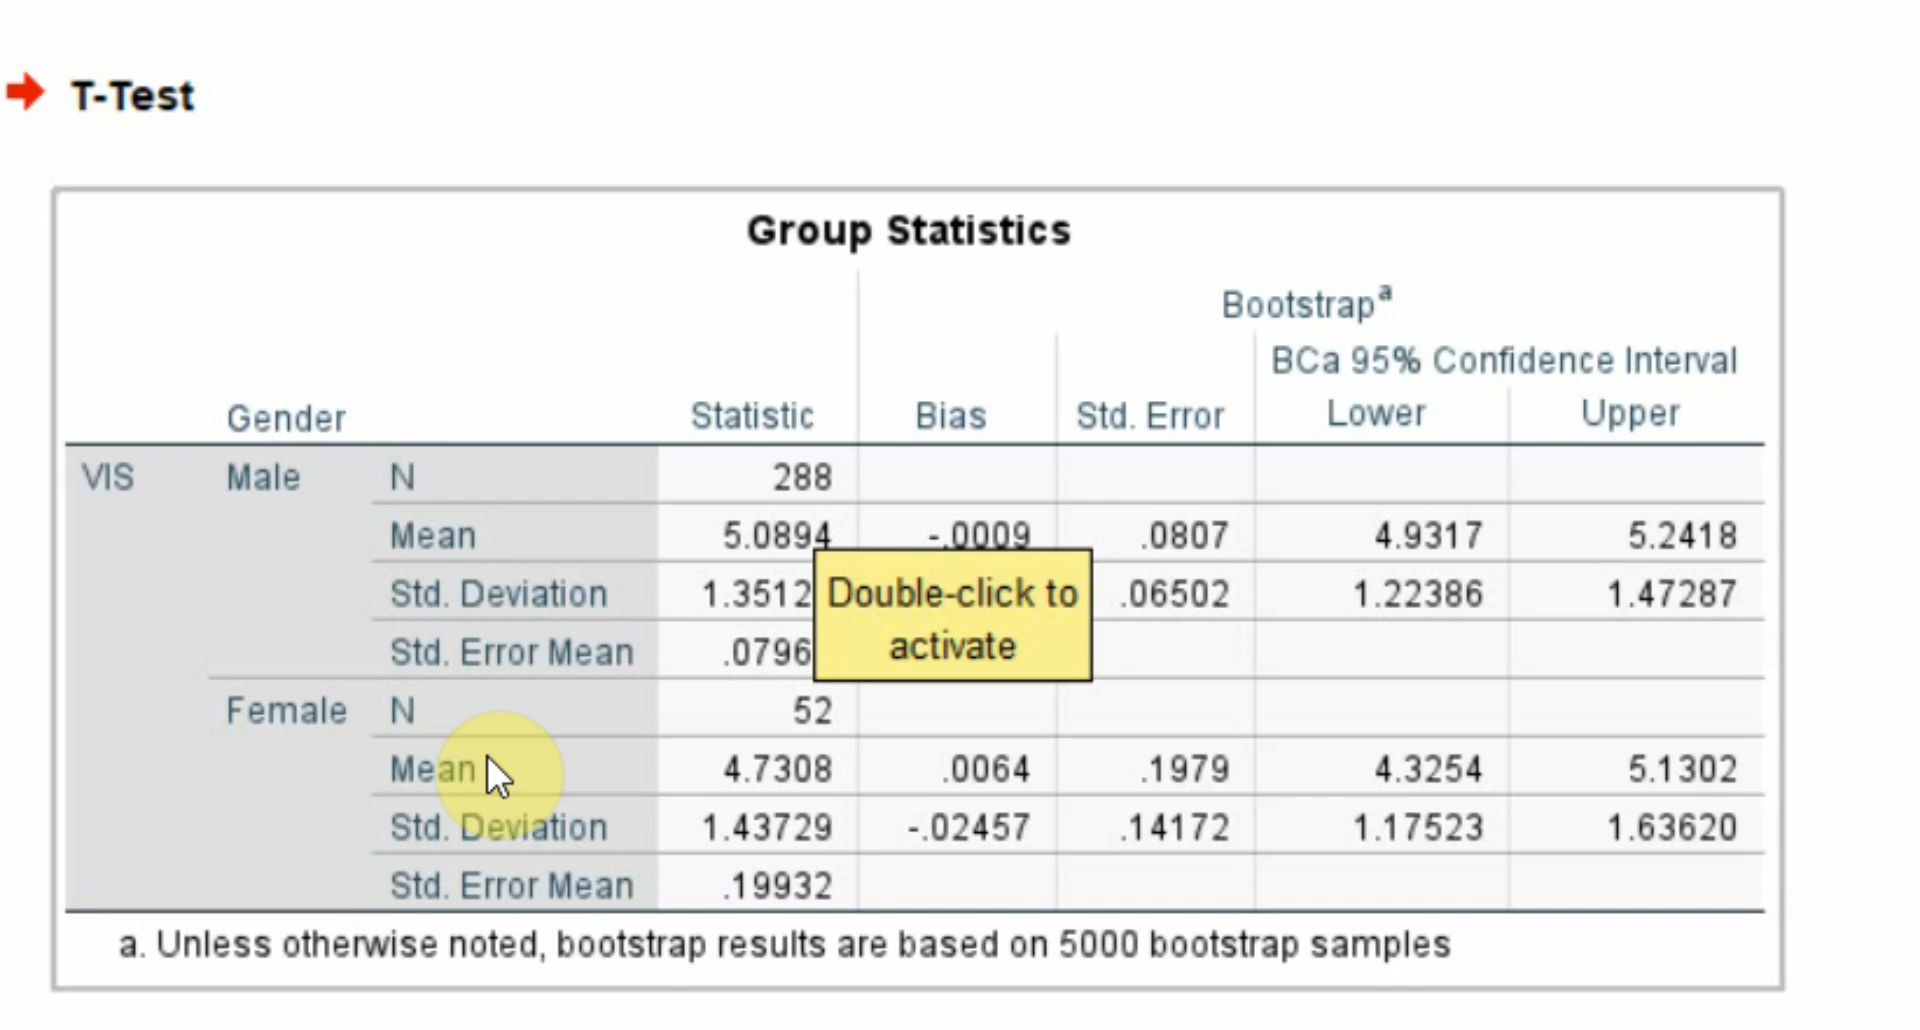 T-Test
Group Statistics
Bootstrap^a
BCa 95% Confidence Interval
Gender Statistic Bias Std. Error Lower Upper
VIS Male N 288
Mean 5.0894 -.0009 .0807 4.9317 5.2418
Std. Deviation 1.3512 .06502 1.22386 1.47287
Std. Error Mean .0796
Double-click to
activate
Female N 52
Mean 4.7308 .0064 .1979 4.3254 5.1302
Std. Deviation 1.43729 -.02457 .14172 1.17523 1.63620
Std. Error Mean .19932
a. Unless otherwise noted, bootstrap results are based on 5000 bootstrap samples